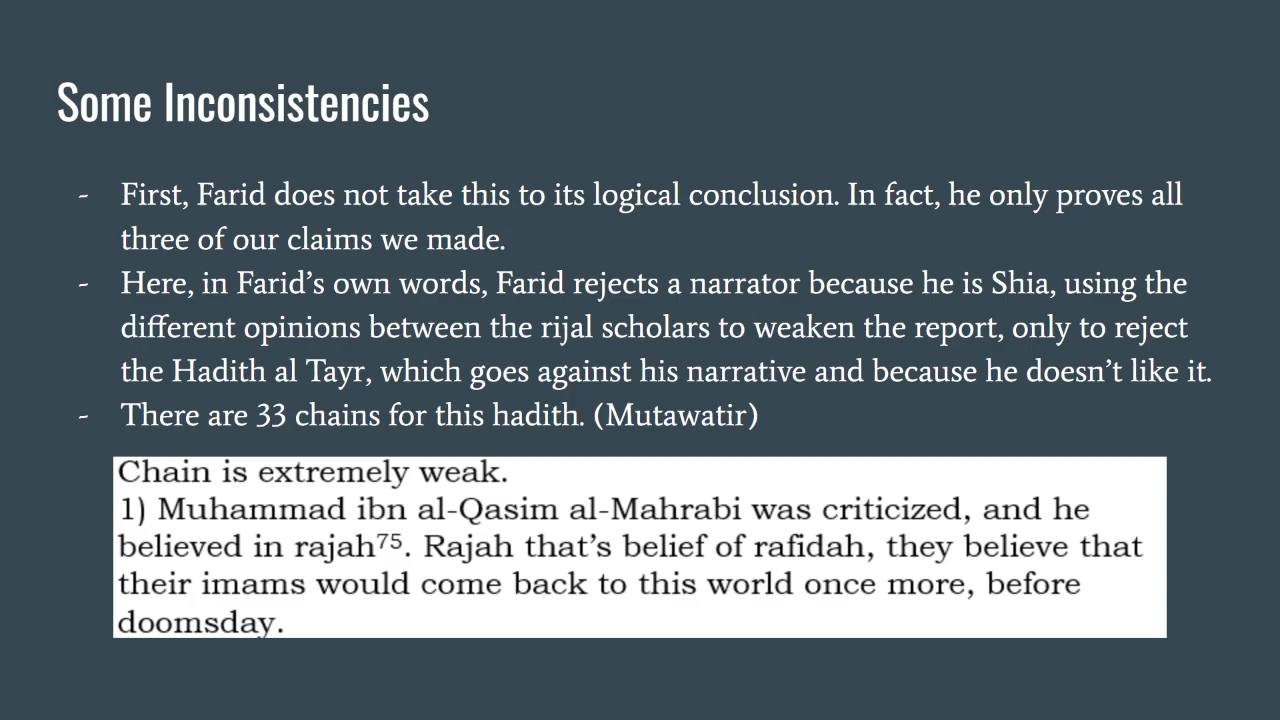 Some Inconsistencies
- First, Farid does not take this to its logical conclusion. In fact, he only proves all
three of our claims we made.
- Here, in Farid’s own words, Farid rejects a narrator because he is Shia, using the
different opinions between the rijal scholars to weaken the report, only to reject
the Hadith al Tayr, which goes against his narrative and because he doesn’t like it.
- There are 33 chains for this hadith. (Mutawatir)
Chain is extremely weak.
1) Muhammad ibn al-Qasim al-Mahrabi was criticized, and he
believed in rajah⁷⁵. Rajah that’s belief of rafidah, they believe that
their imams would come back to this world once more, before
doomsday.